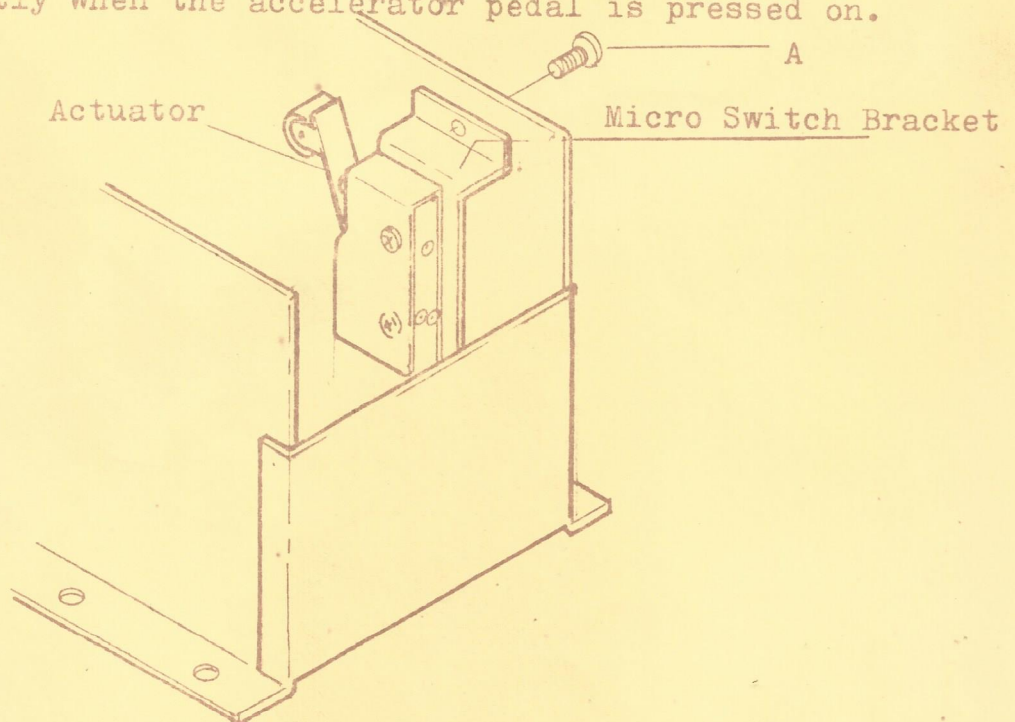 when the accelerator pedal is pressed on.
A
Actuator
Micro Switch Bracket